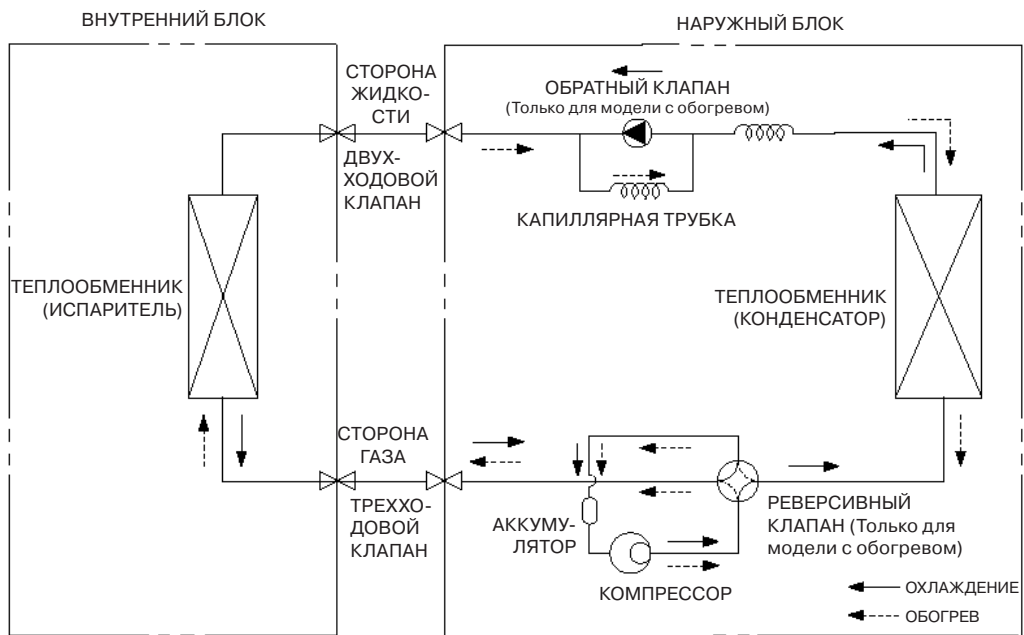 ВНУТРЕННИЙ БЛОК
НАРУЖНЫЙ БЛОК
СТОРОНА
ЖИДКО-
СТИ
ОБРАТНЫЙ КЛАПАН
(Только для модели с обогревом)
ДВУХ-
ХОДОВОЙ
КЛАПАН
КАПИЛЛЯРНАЯ ТРУБКА
ТЕПЛООБМЕННИК
(ИСПАРИТЕЛЬ)
ТЕПЛООБМЕННИК
(КОНДЕНСАТОР)
СТОРОНА
ГАЗА
ТРЕХХО-
ДОВОЙ
КЛАПАН
АККУМУ-
ЛЯТОР
РЕВЕРСИВНЫЙ
КЛАПАН (Только для
модели с обогревом)
КОМПРЕССОР
ОХЛАЖДЕНИЕ
ОБОГРЕВ